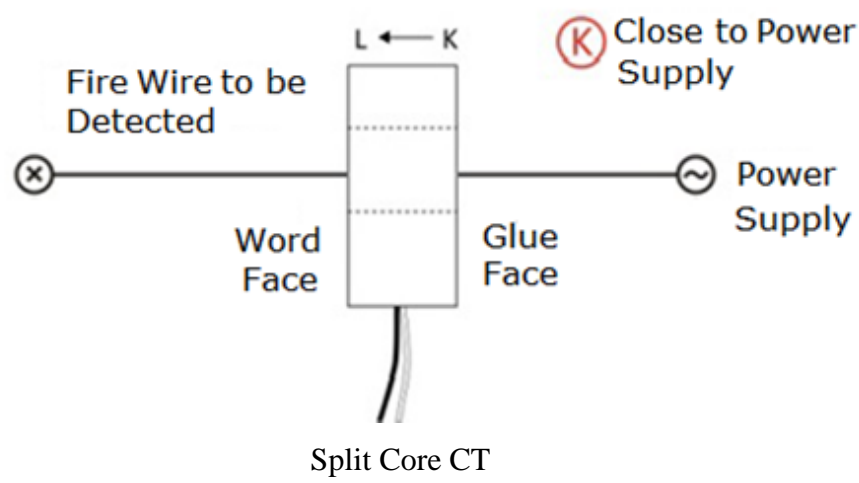 L ← K
K Close to Power
Supply
Fire Wire to be
Detected
Power
Supply
Word
Face
Glue
Face
Split Core CT